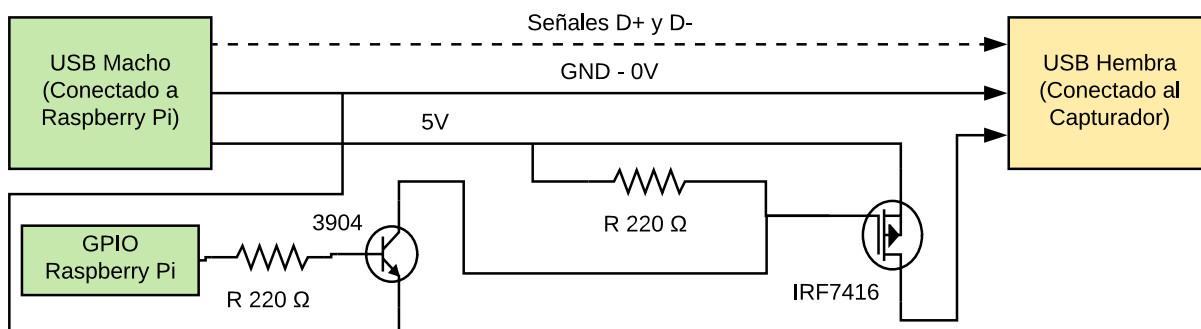 Señales D+ y D-
USB Macho
(Conectado a
Raspberry Pi)
GND - 0V
USB Hembra
(Conectado al
Capturador)
5V
R 220 Ω
3904
GPIO
Raspberry Pi
R 220 Ω
IRF7416